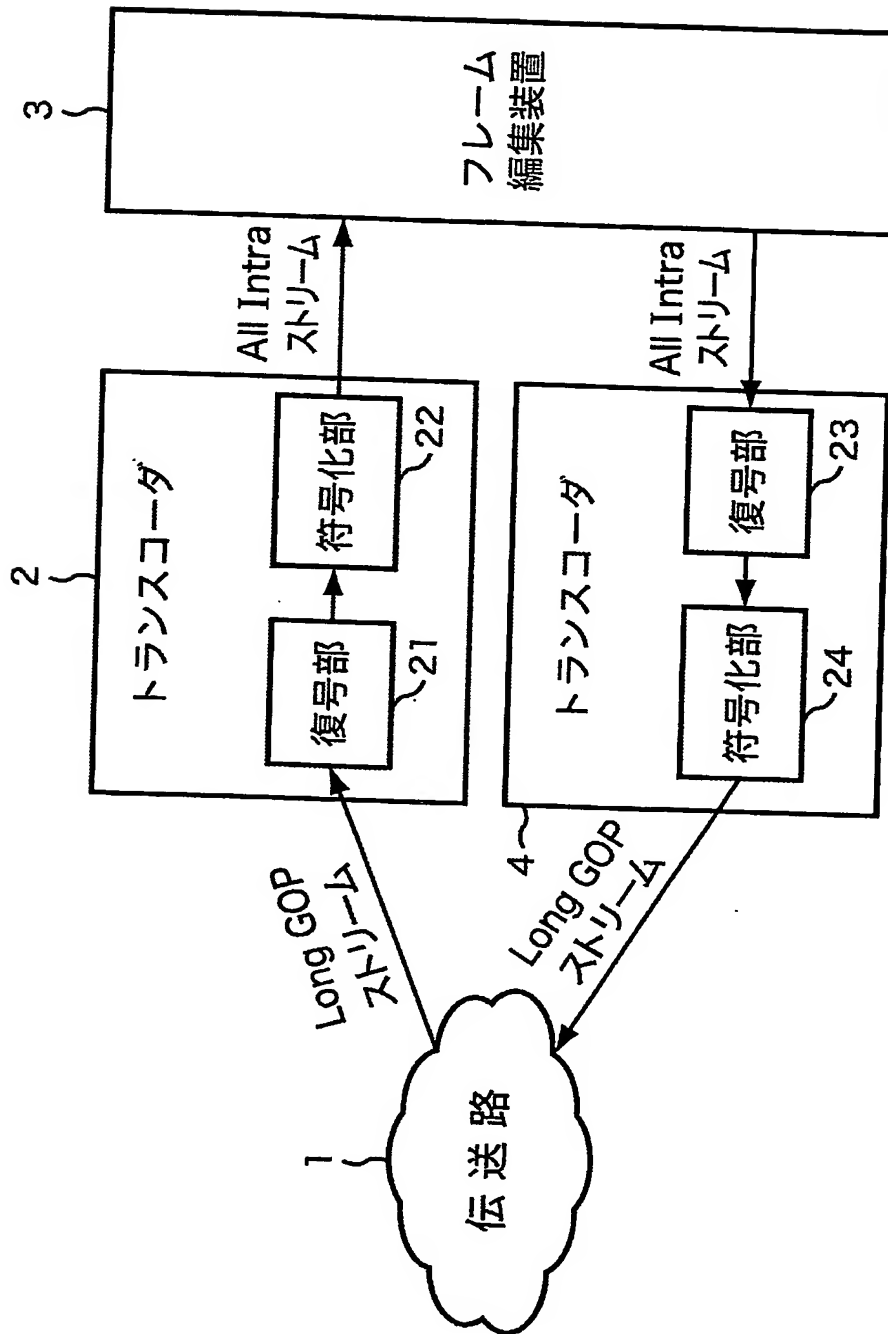 1
伝送路
Long GOP
ストリーム
2
トランスコーダ
復号部
21
符号化部
22
All Intra
ストリーム
3
フレーム
編集装置
All Intra
ストリーム
4
トランスコーダ
復号部
23
符号化部
24
Long GOP
ストリーム